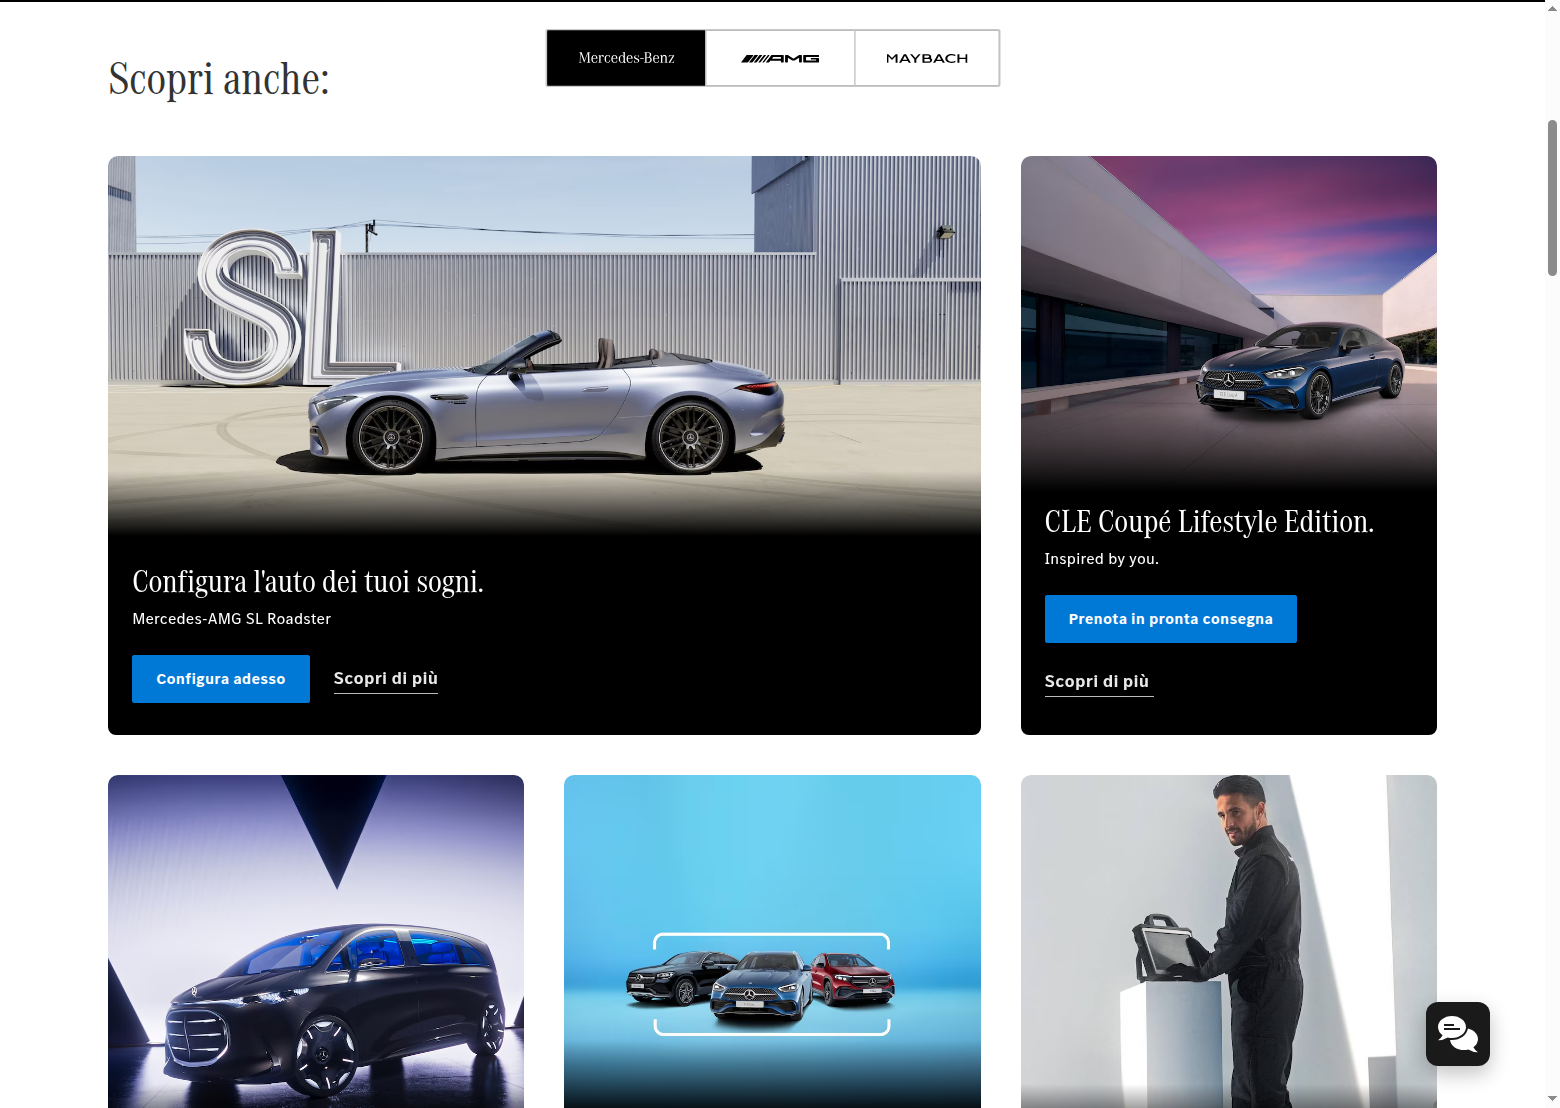 Scopri anche:
Mercedes-Benz
AMG
MAYBACH
SL
Configura l'auto dei tuoi sogni.
Mercedes-AMG SL Roadster
Configura adesso
Scopri di più
CLE Coupé Lifestyle Edition.
Inspired by you.
Prenota in pronta consegna
Scopri di più